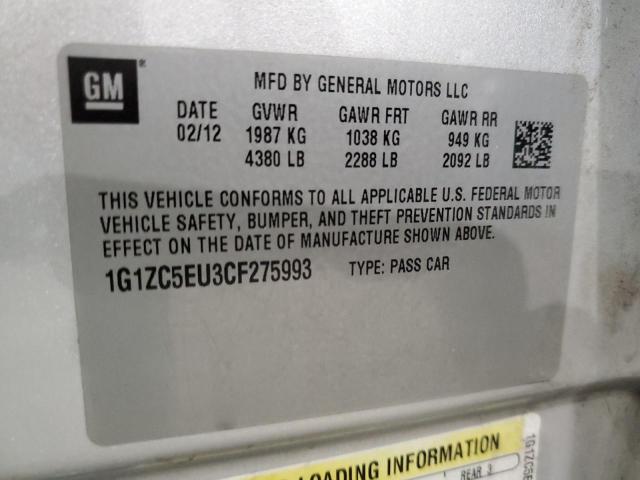 GM®
MFD BY GENERAL MOTORS LLC
DATE GVWR GAWR FRT GAWR RR
02/12 1987 KG 1038 KG 949 KG
4380 LB 2288 LB 2092 LB
THIS VEHICLE CONFORMS TO ALL APPLICABLE U.S. FEDERAL MOTOR
VEHICLE SAFETY, BUMPER, AND THEFT PREVENTION STANDARDS IN
EFFECT ON THE DATE OF MANUFACTURE SHOWN ABOVE.
1G1ZC5EU3CF275993 TYPE: PASS CAR
LOADING INFORMATION
REAR
1G1ZC5E